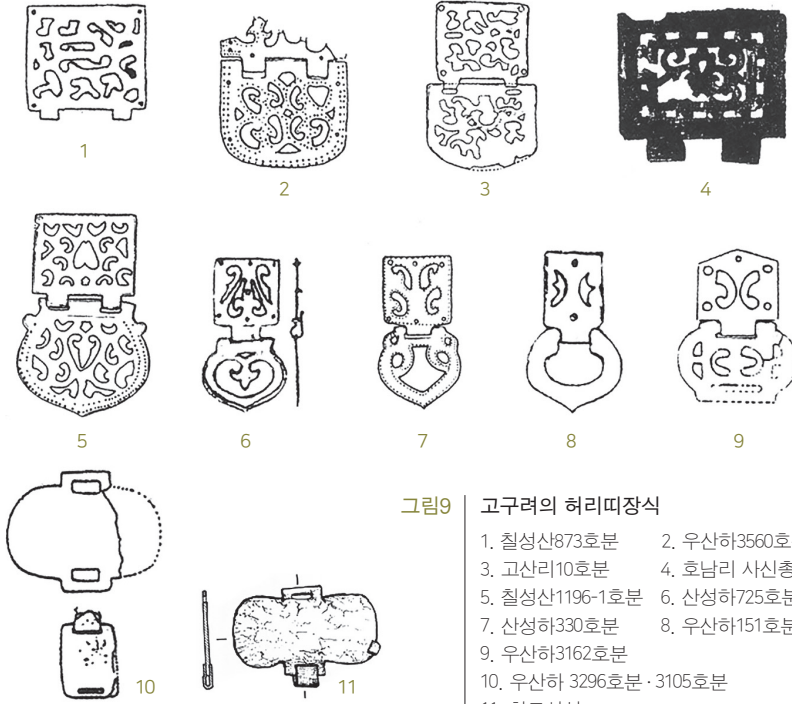 1
2
3
4
5
6
7
8
9
10
11
그림9
고구려의 허리띠장식
1. 칠성산873호분 2. 우산하3560호
3. 고산리10호분 4. 호남리 사신총
5. 칠성산1196-1호분 6. 산성하725호분
7. 산성하330호분 8. 우산하151호분
9. 우산하3162호분
10. 우산하 3296호분·3105호분